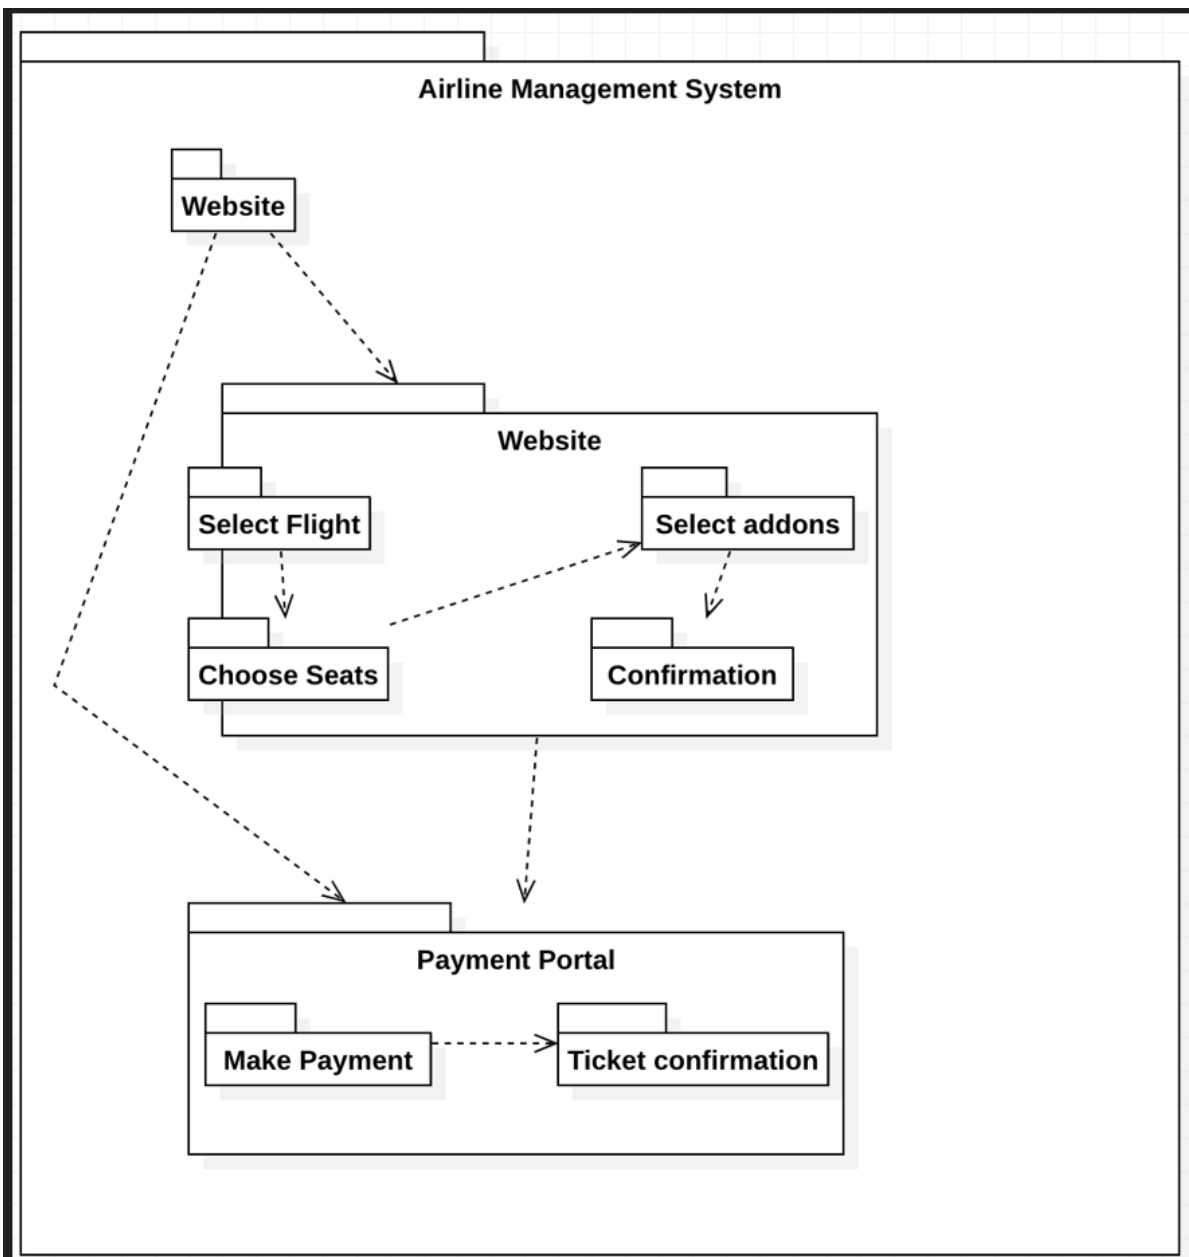 Airline Management System
Website
Website
Select Flight
Select addons
Choose Seats
Confirmation
Payment Portal
Make Payment
Ticket confirmation